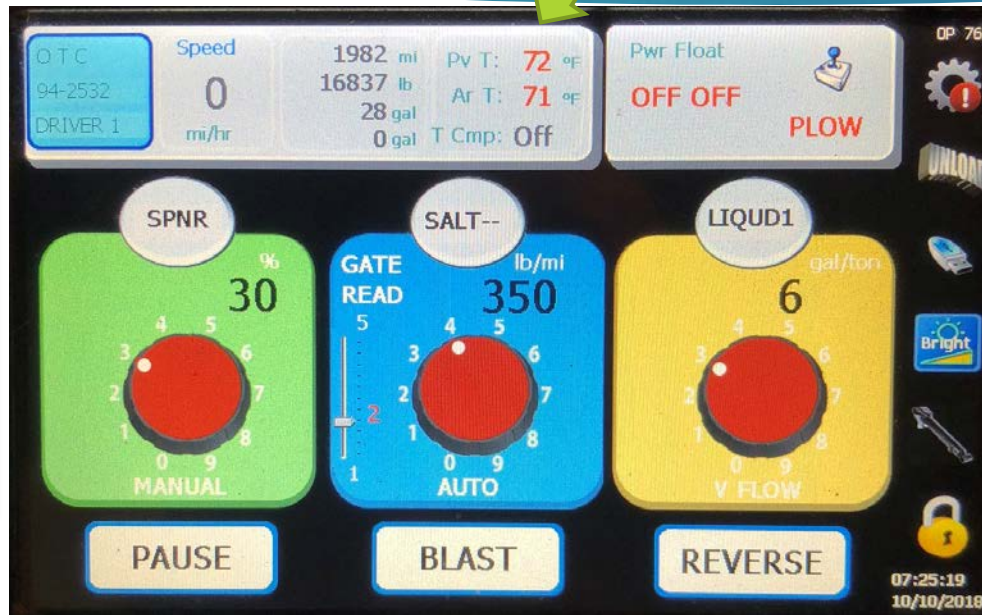 O T C
94-2532
DRIVER 1
Speed
0
mi/hr
1982 mi
16837 lb
28 gal
0 gal
Pv T: 72 °F
Ar T: 71 °F
T Cmp: Off
Pwr Float
OFF OFF
PLOW
OP 76
SPNR
%
30
4 5
3 6
2 7
1 8
0 9
MANUAL
PAUSE
SALT--
GATE
READ
lb/mi
350
5
2
1
4 5
3 6
2 7
1 8
0 9
AUTO
BLAST
LIQUD1
gal/ton
6
4 5
3 6
2 7
1 8
0 9
V FLOW
REVERSE
Bright
07:25:19
10/10/2018